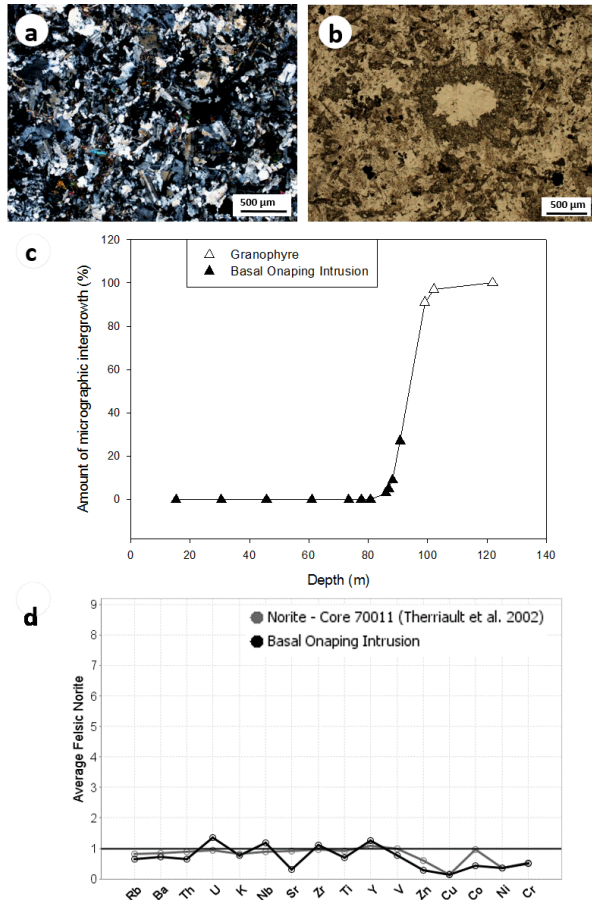 a
500 µm
b
500 µm
c
Amount of micrographic intergrowth (%)
120
100
80
60
40
20
0
Granophyre
Basal Onaping Intrusion
0 20 40 60 80 100 120 140
Depth (m)
d
Average Felsic Norite
9
8
7
6
5
4
3
2
1
0
Norite - Core 70011 (Therriault et al. 2002)
Basal Onaping Intrusion
Rb Ba Th U K Nb Sr Zr Ti Y V Zn Cu Co Ni Cr